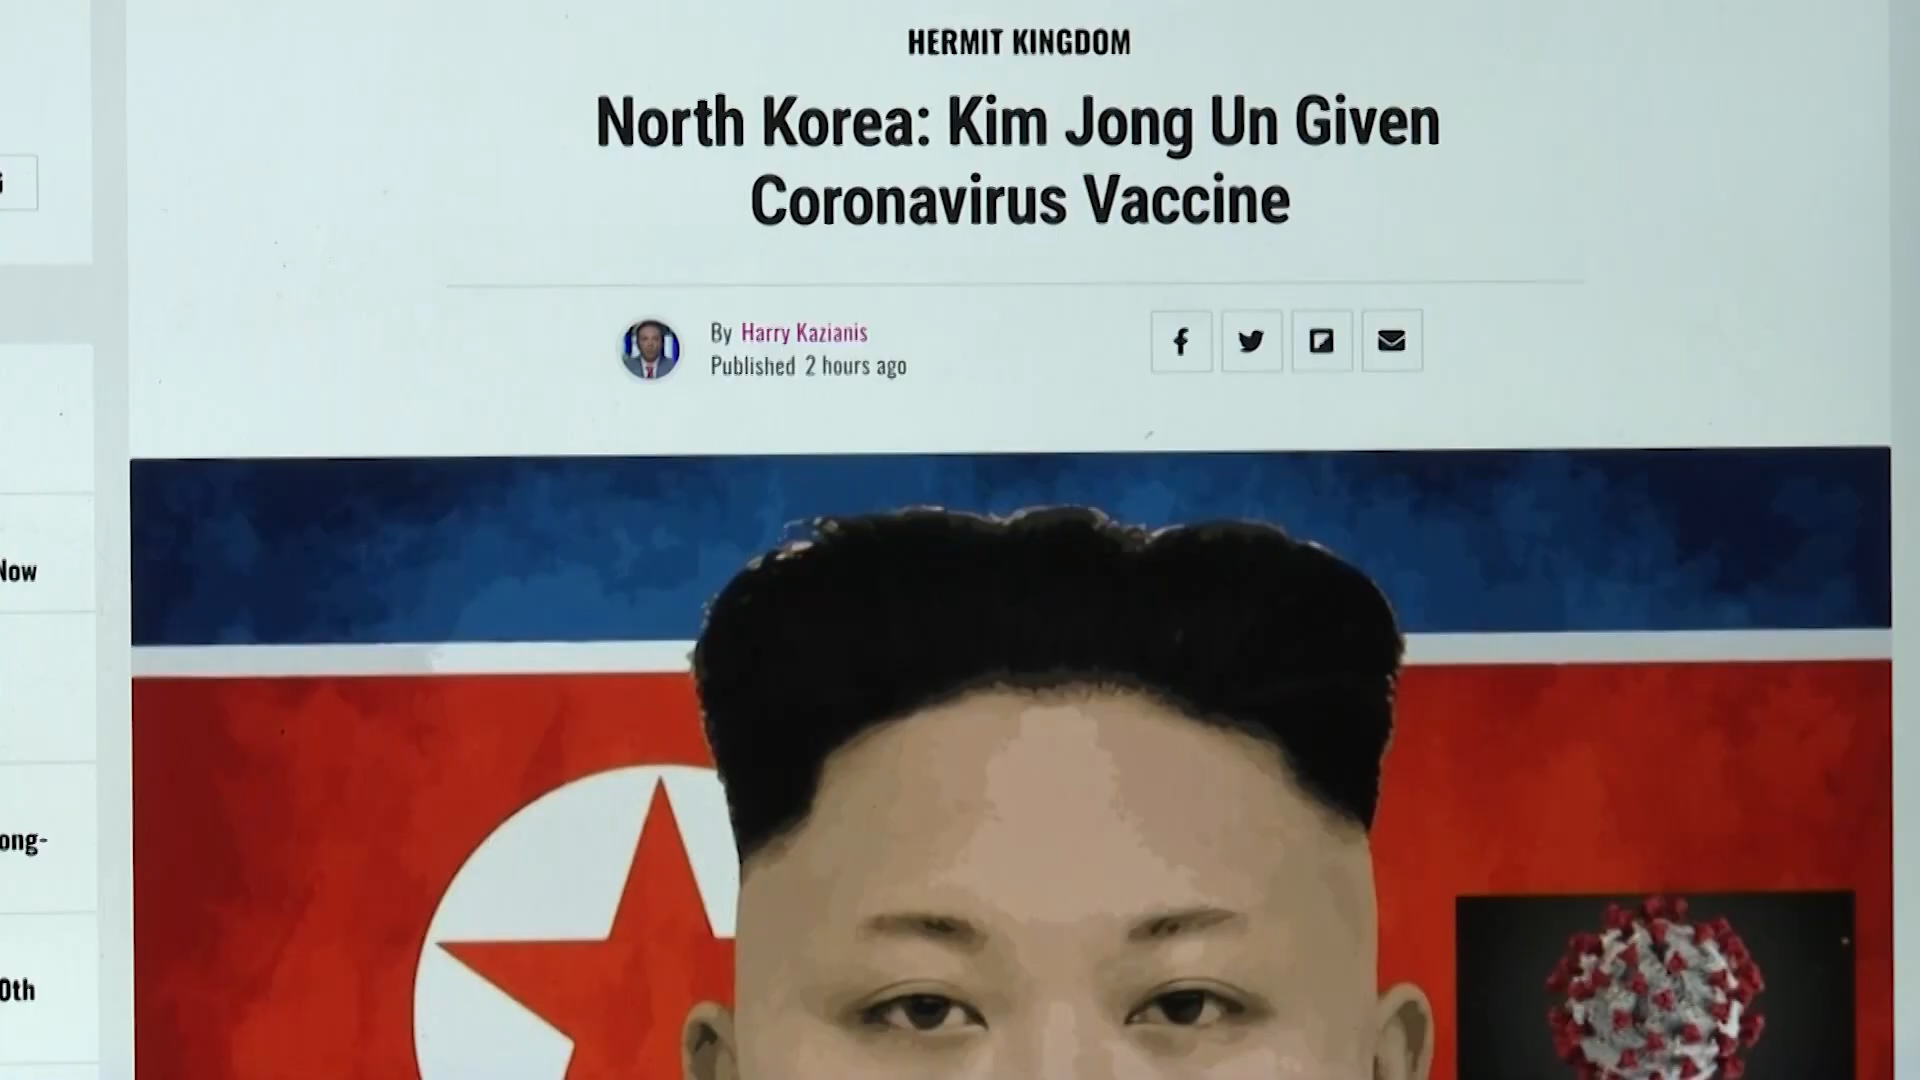 HERMIT KINGDOM
North Korea: Kim Jong Un Given
Coronavirus Vaccine
By Harry Kazianis
Published 2 hours ago
Now
ong-
0th